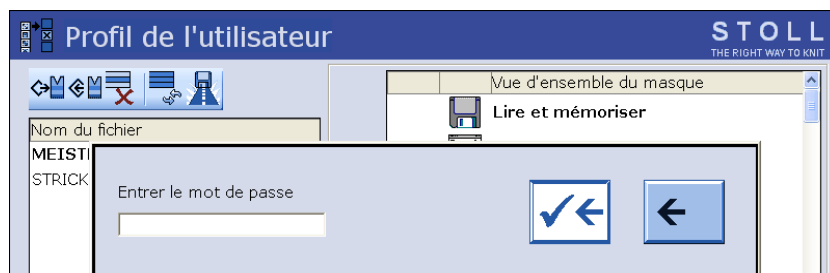 Profil de l'utilisateur
STOLL
THE RIGHT WAY TO KNIT
Nom du fichier
MEISTI
STRICK
Vue d'ensemble du masque
Lire et mémoriser
Entrer le mot de passe